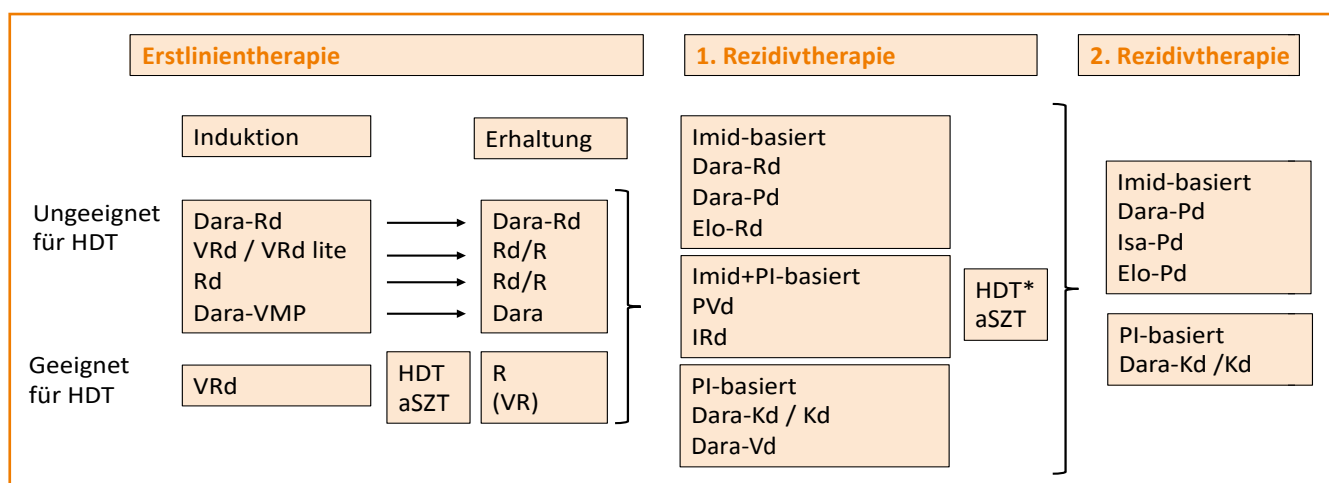 Erstlinientherapie
1. Rezidivtherapie
2. Rezidivtherapie
Induktion
Erhaltung
Ungeeignet
für HDT
Dara-Rd
VRd / VRd lite
Rd
Dara-VMP
Dara-Rd
Rd/R
Rd/R
Dara
Geeignet
für HDT
VRd
HDT
aSZT
R
(VR)
Imid-basiert
Dara-Rd
Dara-Pd
Elo-Rd
Imid+PI-basiert
PVd
IRd
PI-basiert
Dara-Kd / Kd
Dara-Vd
HDT*
aSZT
Imid-basiert
Dara-Pd
Isa-Pd
Elo-Pd
PI-basiert
Dara-Kd /Kd